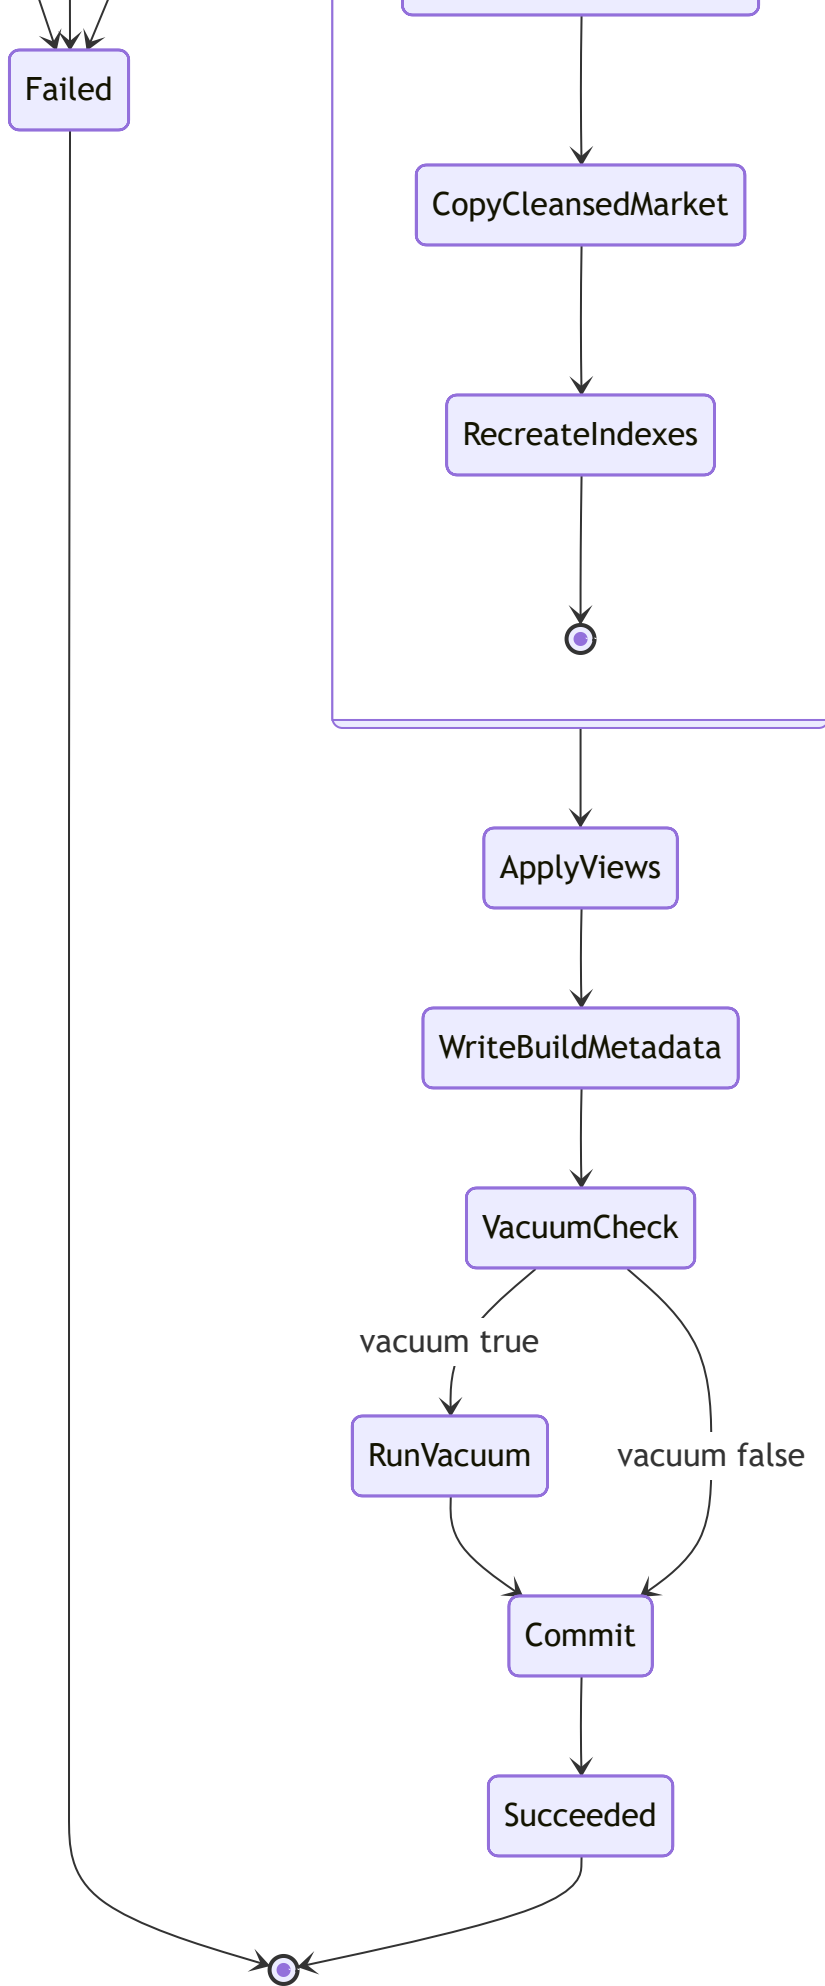 Failed
CopyCleansedMarket
RecreateIndexes
ApplyViews
WriteBuildMetadata
VacuumCheck
vacuum true
RunVacuum
vacuum false
Commit
Succeeded